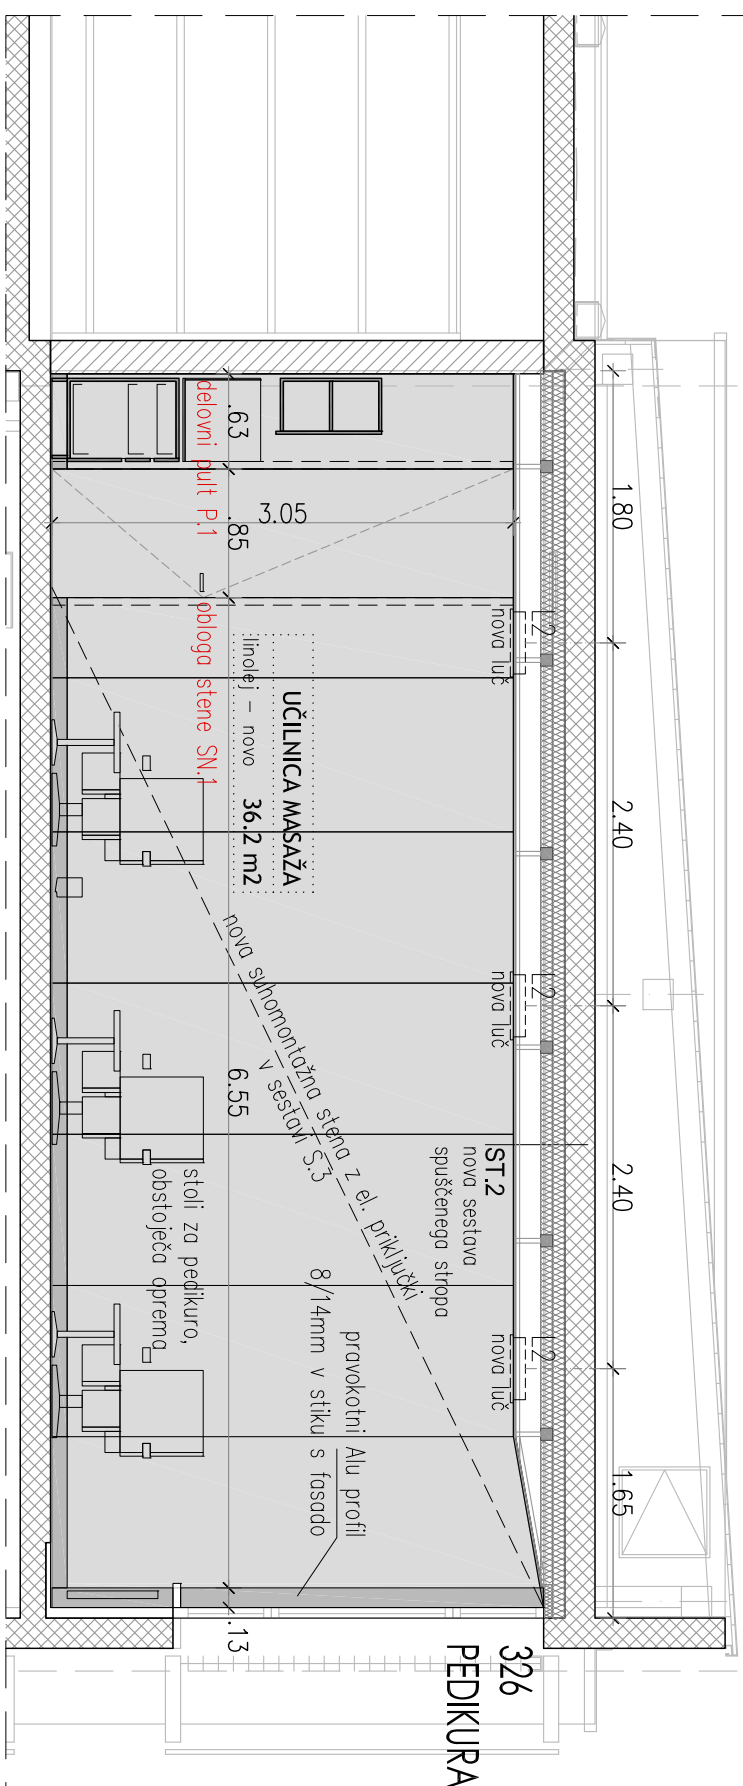 1.80
2.40
2.40
1.65
2
nova luč
2
nova luč
2
nova luč
ST.2
nova sestava
spuščenega stropa
3.05
UČILNICA MASAŽA
linolej – novo 36.2 m2
.63
.85
6.55
.13
delovni pult P.1
obloga stene SN.1
nova suhomontažna stena z el. priključki
v sestavi S.3
stoli za pedikuro,
obstoječa oprema
pravokotni Alu profil
8/14mm v stiku s fasado
326
PEDIKURA